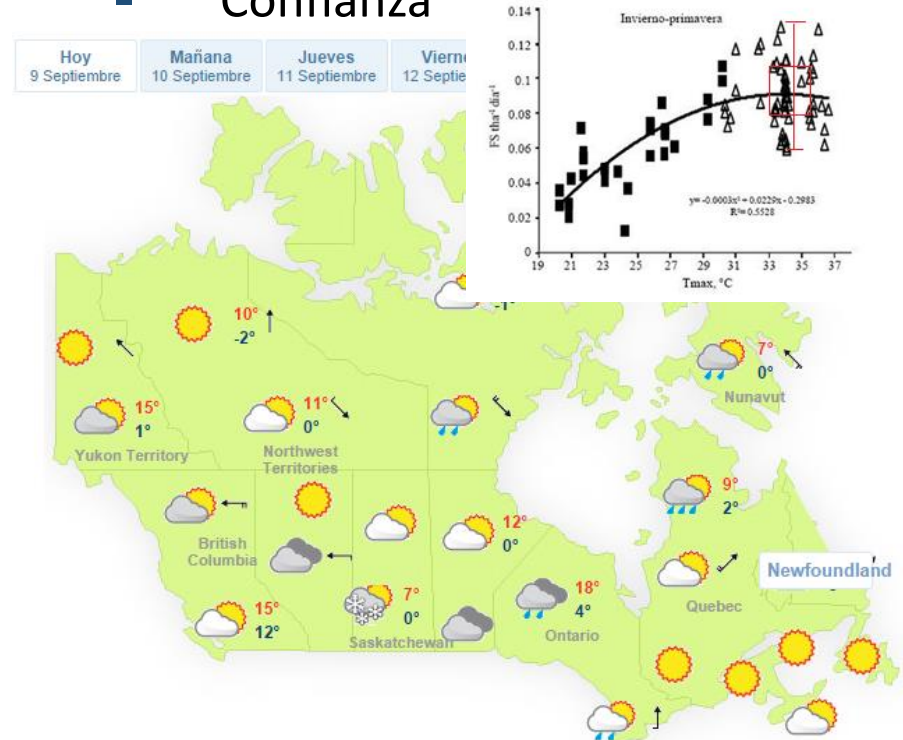 Confianza
Hoy
9 Septiembre
Mañana
10 Septiembre
Jueves
11 Septiembre
Vierne
12 Septie
Invierno-primavera
0.14
0.12
0.1
0.08
0.06
0.04
0.02
0
FS tha⁻¹ dia⁻¹
y= -0.0003x² + 0.0229x - 0.2983
R²= 0.5528
19 21 23 25 27 29 31 33 35 37
Tmax, °C
-1°
10°
-2°
7°
0°
Nunavut
15°
1°
Yukon Territory
11°
0°
Northwest
Territories
9°
2°
British
Columbia
12°
0°
Newfoundland
Quebec
15°
12°
7°
0°
Saskatchewan
18°
4°
Ontario